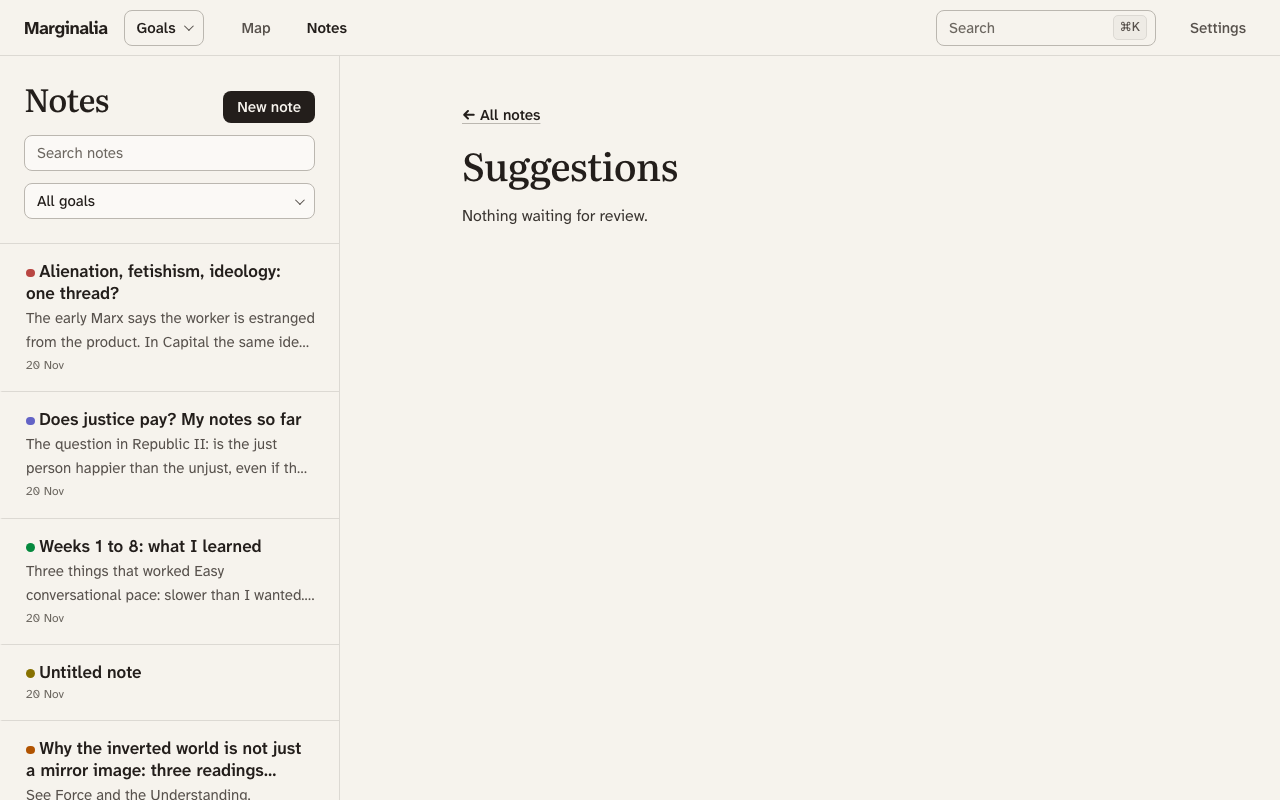 Marginalia
Goals
Map
Notes
Search
⌘K
Settings
Notes
New note
Search notes
All goals
Alienation, fetishism, ideology:
one thread?
The early Marx says the worker is estranged
from the product. In Capital the same ide…
20 Nov
Does justice pay? My notes so far
The question in Republic II: is the just
person happier than the unjust, even if th…
20 Nov
Weeks 1 to 8: what I learned
Three things that worked Easy
conversational pace: slower than I wanted.…
20 Nov
Untitled note
20 Nov
Why the inverted world is not just
a mirror image: three readings…
See Force and the Understanding.
← All notes
Suggestions
Nothing waiting for review.